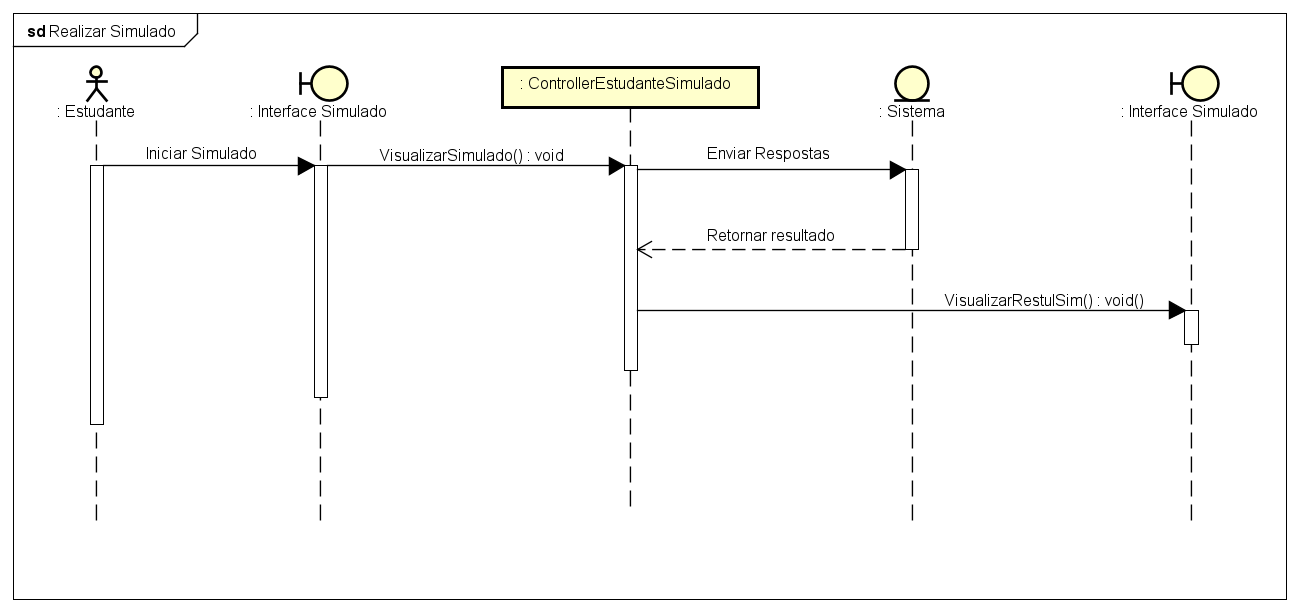 sd Realizar Simulado
: Estudante
: Interface Simulado
: ControllerEstudanteSimulado
: Sistema
: Interface Simulado
Iniciar Simulado
VisualizarSimulado() : void
Enviar Respostas
Retornar resultado
VisualizarRestulSim() : void()